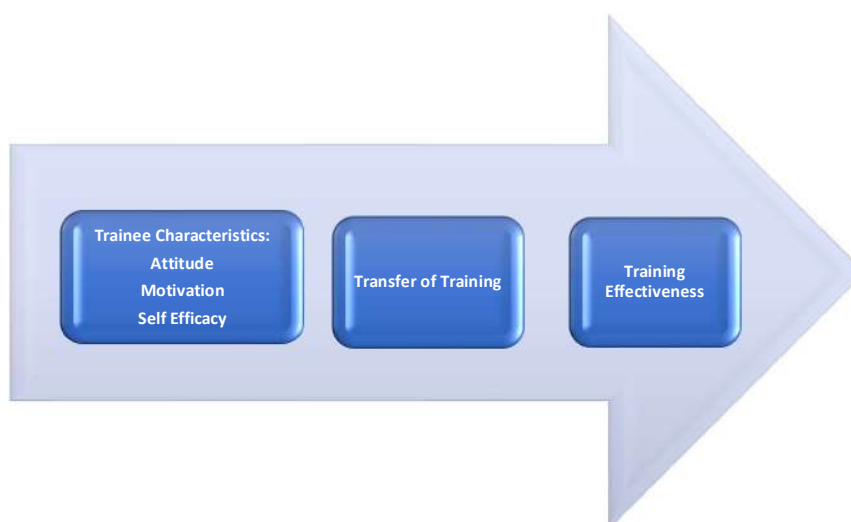 Trainee Characteristics:
Attitude
Motivation
Self Efficacy
Transfer of Training
Training
Effectiveness